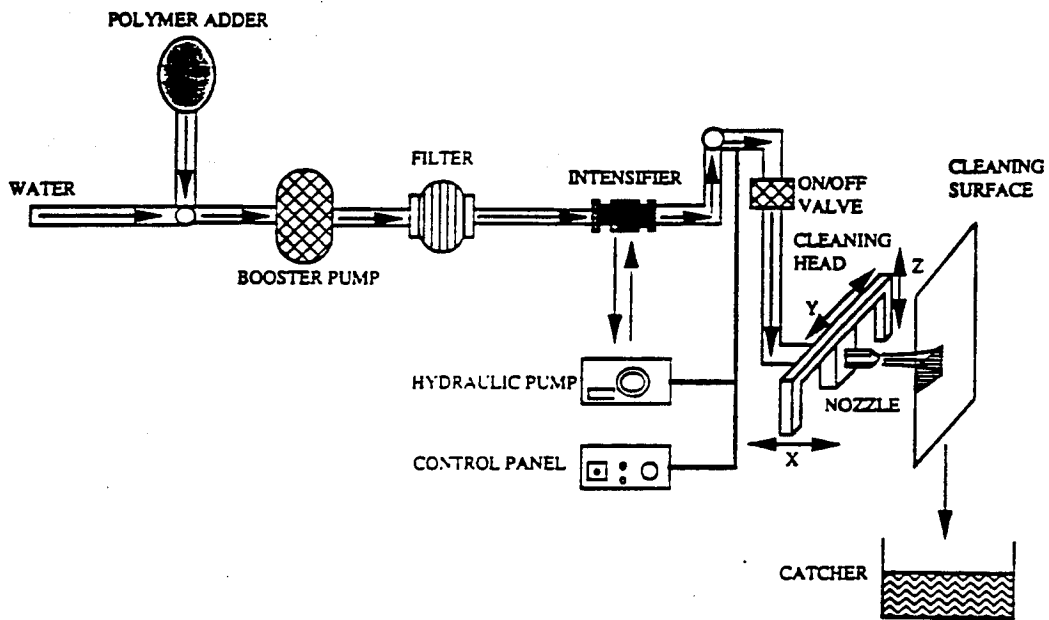 POLYMER ADDER
WATER
BOOSTER PUMP
FILTER
INTENSIFIER
ON/OFF
VALVE
CLEANING
SURFACE
CLEANING
HEAD
Z
Y
X
NOZZLE
HYDRAULIC PUMP
CONTROL PANEL
CATCHER